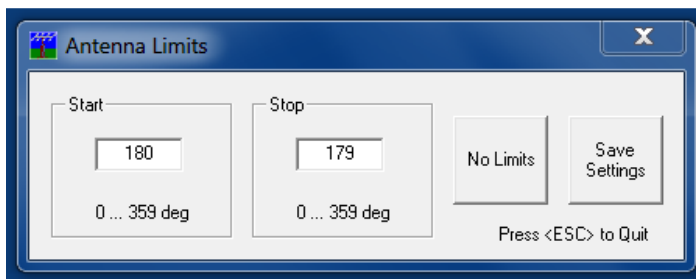 Antenna Limits
X
Start
180
0 ... 359 deg
Stop
179
0 ... 359 deg
No Limits
Save
Settings
Press <ESC> to Quit